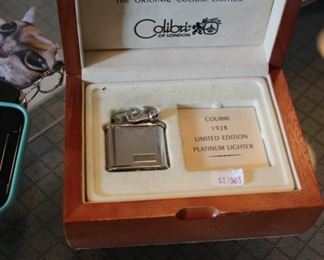 THE ORIGINAL COLIBRI LIGHTER
Colibri
OF LONDON
COLIBRI
1928
LIMITED EDITION
PLATINUM LIGHTER